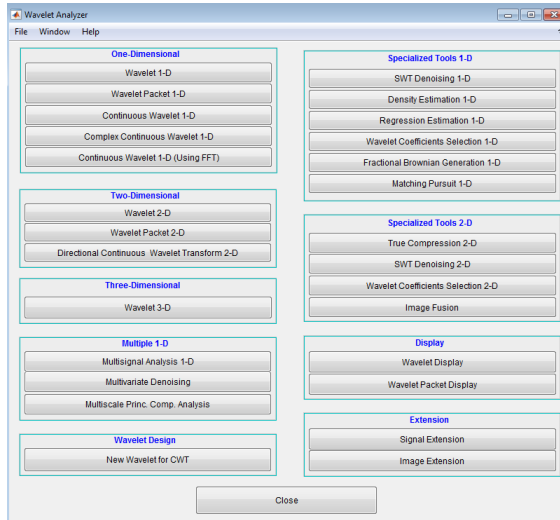 Wavelet Analyzer
File Window Help
One-Dimensional
Wavelet 1-D
Wavelet Packet 1-D
Continuous Wavelet 1-D
Complex Continuous Wavelet 1-D
Continuous Wavelet 1-D (Using FFT)
Two-Dimensional
Wavelet 2-D
Wavelet Packet 2-D
Directional Continuous Wavelet Transform 2-D
Three-Dimensional
Wavelet 3-D
Multiple 1-D
Multisignal Analysis 1-D
Multivariate Denoising
Multiscale Princ. Comp. Analysis
Wavelet Design
New Wavelet for CWT
Specialized Tools 1-D
SWT Denoising 1-D
Density Estimation 1-D
Regression Estimation 1-D
Wavelet Coefficients Selection 1-D
Fractional Brownian Generation 1-D
Matching Pursuit 1-D
Specialized Tools 2-D
True Compression 2-D
SWT Denoising 2-D
Wavelet Coefficients Selection 2-D
Image Fusion
Display
Wavelet Display
Wavelet Packet Display
Extension
Signal Extension
Image Extension
Close